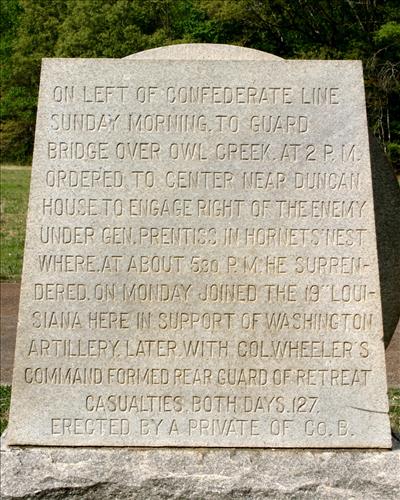 ON LEFT OF CONFEDERATE LINE
SUNDAY MORNING, TO GUARD
BRIDGE OVER OWL CREEK. AT 2 P. M.
ORDERED TO CENTER NEAR DUNCAN
HOUSE TO ENGAGE RIGHT OF THE ENEMY
UNDER GEN. PRENTISS IN HORNETS' NEST
WHERE, AT ABOUT 530 P. M. HE SURREN-
DERED. ON MONDAY JOINED THE 19TH LOUI-
SIANA HERE IN SUPPORT OF WASHINGTON
ARTILLERY. LATER, WITH COL. WHEELER'S
COMMAND FORMED REAR GUARD OF RETREAT
CASUALTIES, BOTH DAYS, 127.
ERECTED BY A PRIVATE OF CO. B.